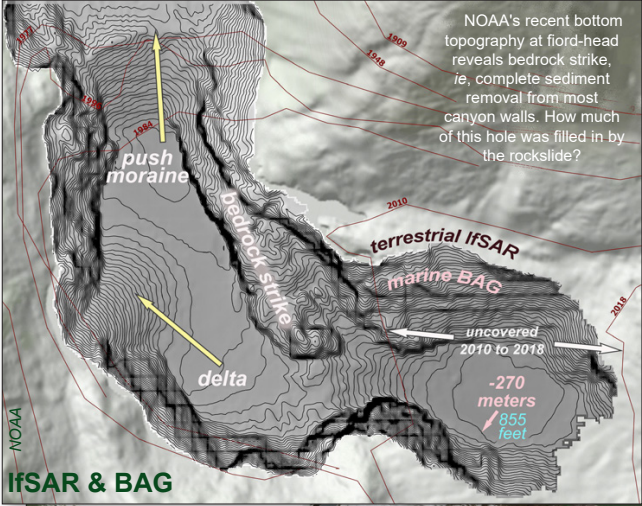 NOAA's recent bottom
topography at fiord-head
reveals bedrock strike,
ie, complete sediment
removal from most
canyon walls. How much
of this hole was filled in by
the rockslide?
1909
1948
1984
push
moraine
bedrock strike
2010
terrestrial IfSAR
marine BAG
uncovered
2010 to 2018
2018
delta
-270
meters
855
feet
NOAA
IfSAR & BAG